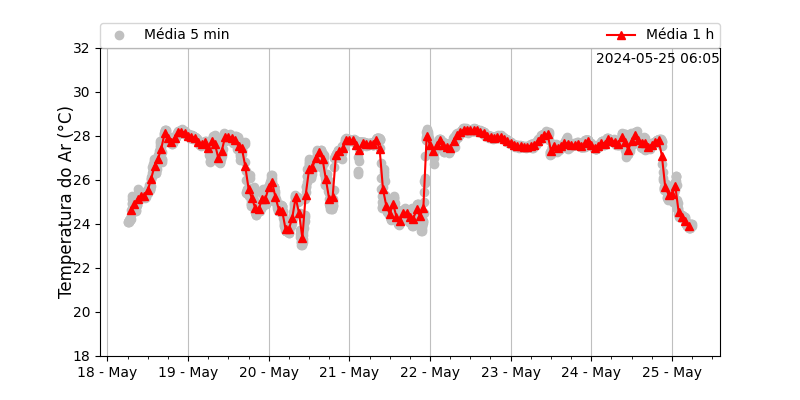 Média 5 min
Média 1 h
2024-05-25 06:05
Temperatura do Ar (°C)
32
30
28
26
24
22
20
18
18 - May
19 - May
20 - May
21 - May
22 - May
23 - May
24 - May
25 - May